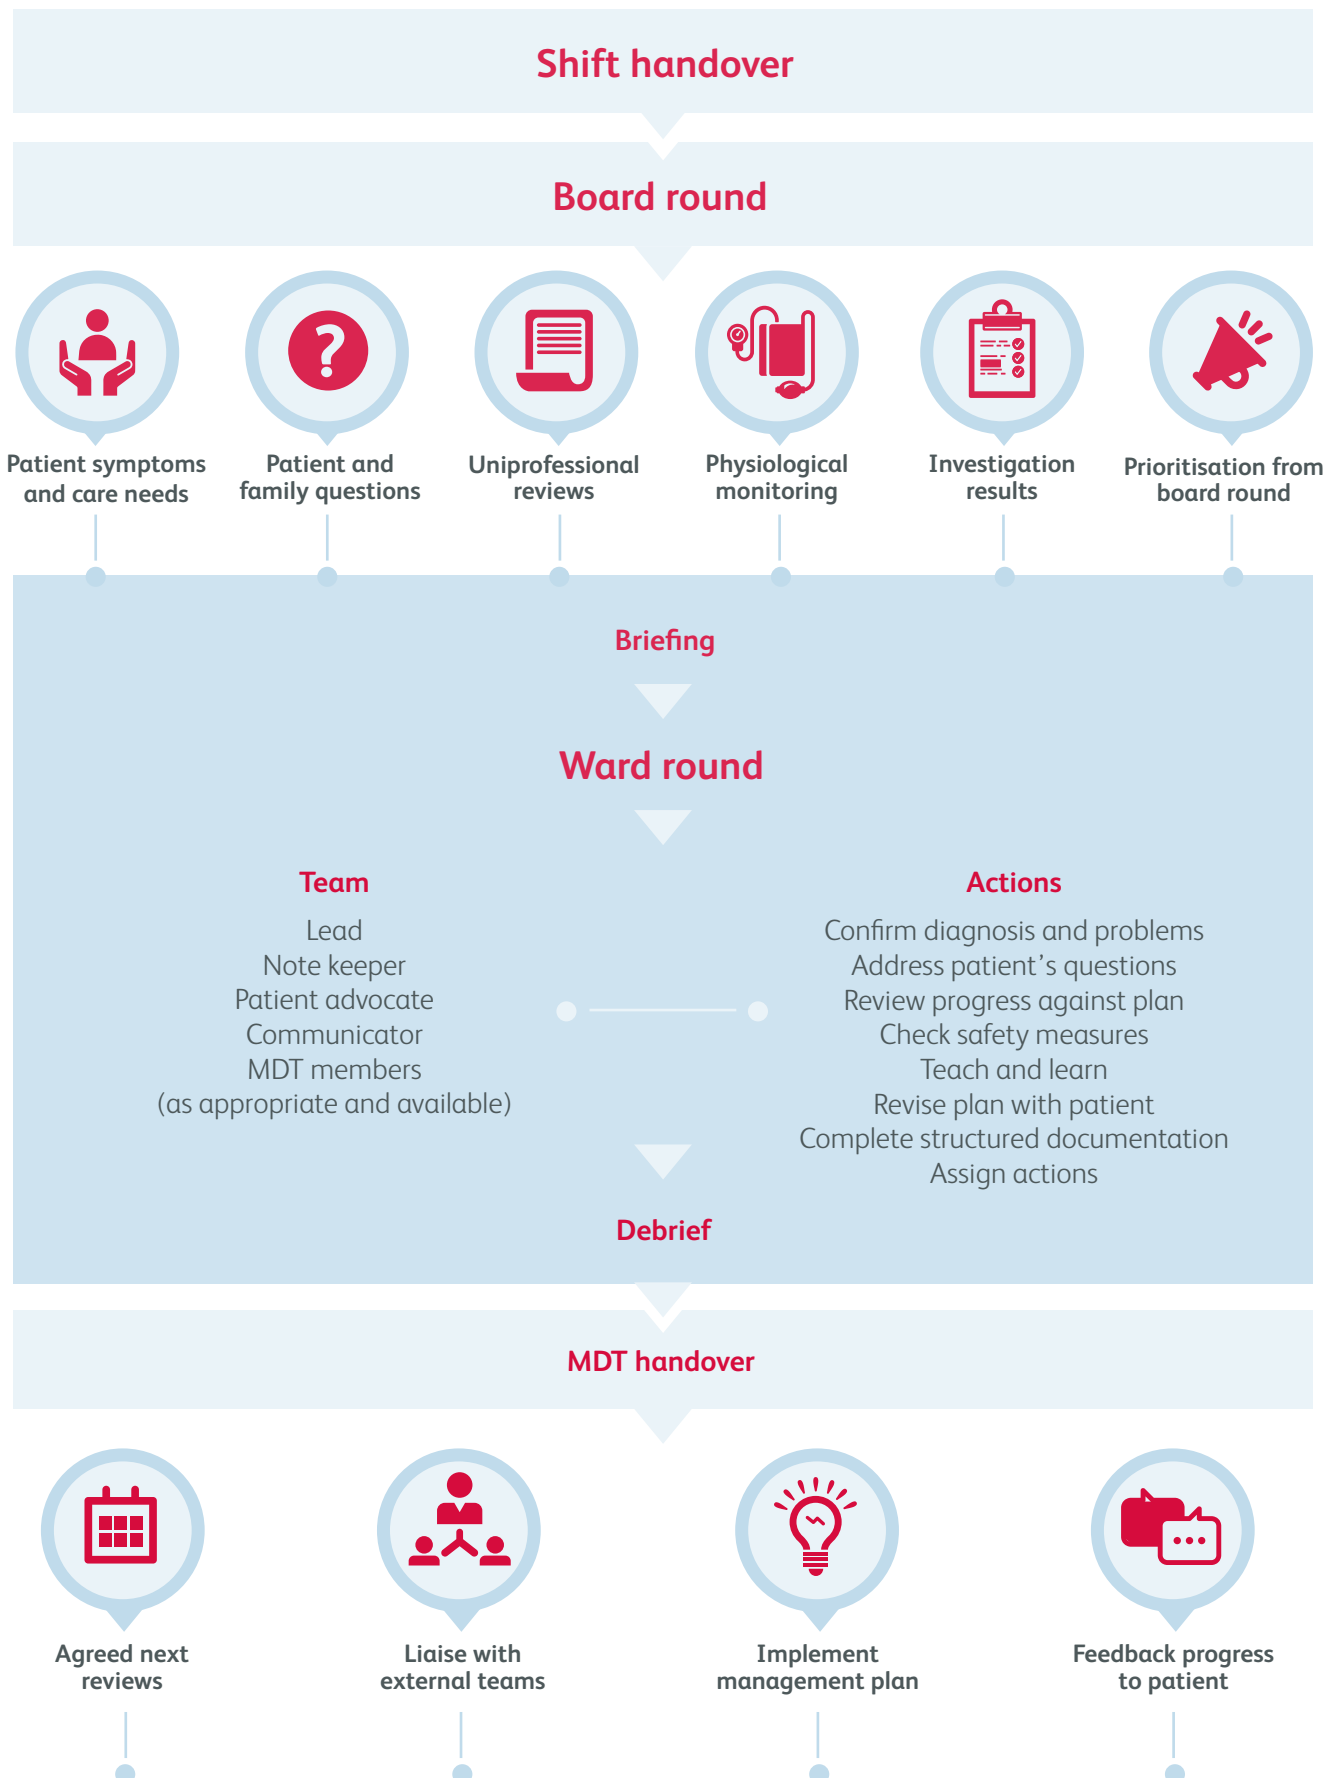 Shift handover
Board round
Patient symptoms
and care needs
Patient and
family questions
Uniprofessional
reviews
Physiological
monitoring
Investigation
results
Prioritisation from
board round
Briefing
Ward round
Team
Lead
Note keeper
Patient advocate
Communicator
MDT members
(as appropriate and available)
Actions
Confirm diagnosis and problems
Address patient’s questions
Review progress against plan
Check safety measures
Teach and learn
Revise plan with patient
Complete structured documentation
Assign actions
Debrief
MDT handover
Agreed next
reviews
Liaise with
external teams
Implement
management plan
Feedback progress
to patient